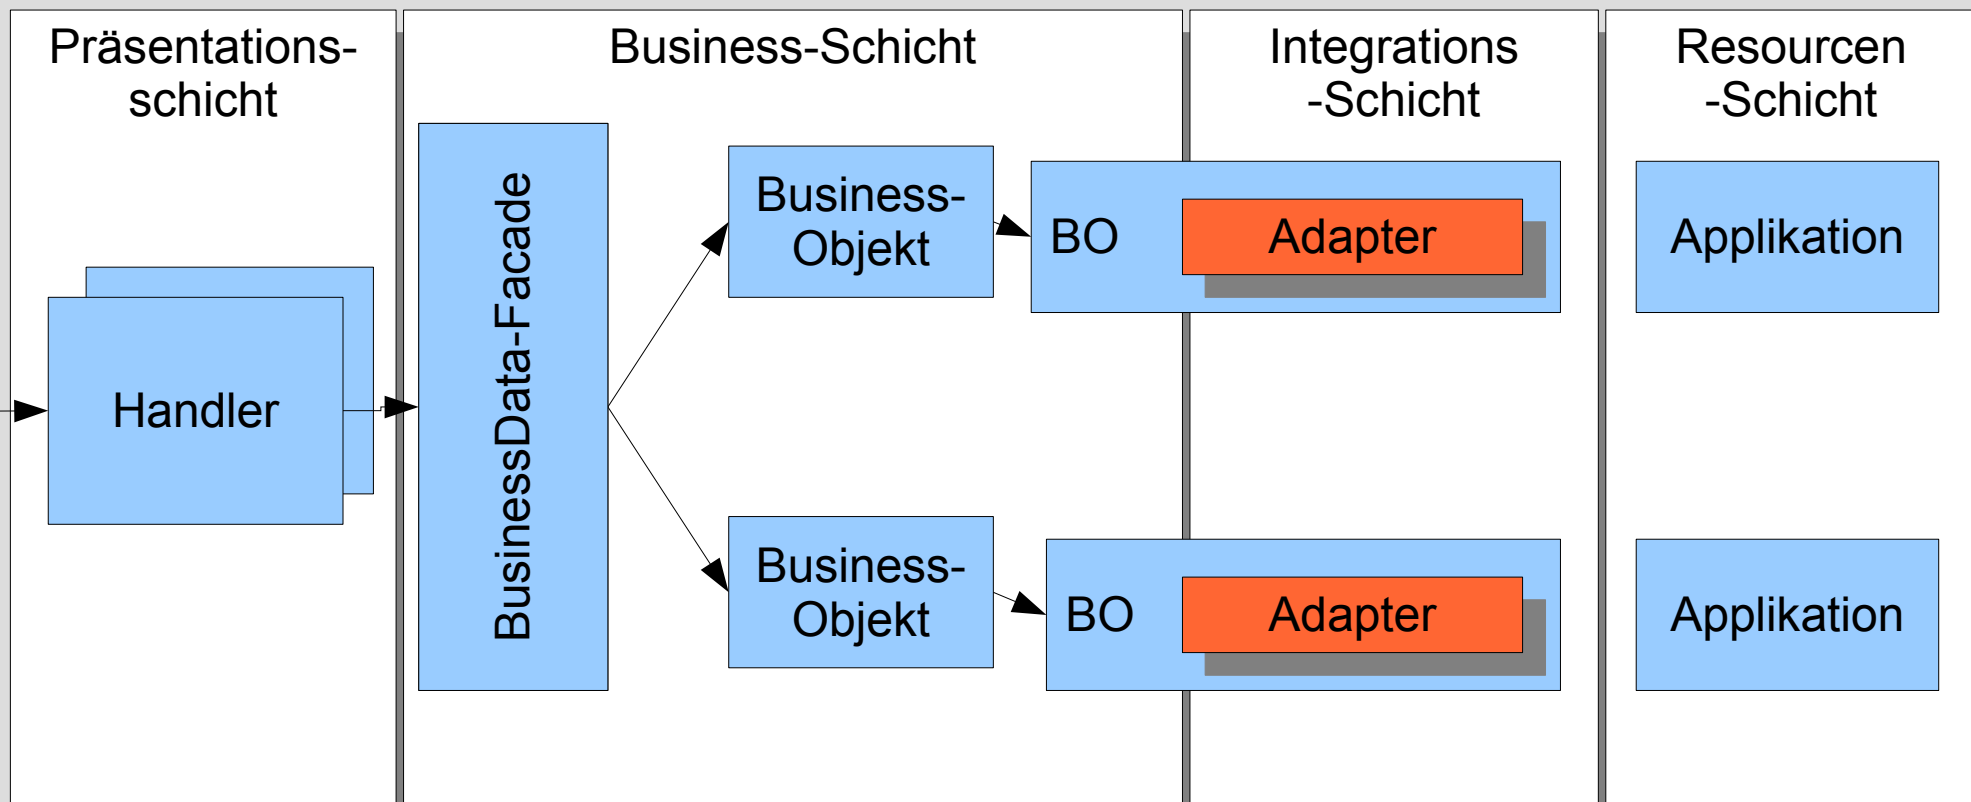 Präsentations-
schicht
Business-Schicht
Integrations
-Schicht
Resourcen
-Schicht
Handler
BusinessData-Facade
Business-
Objekt
BO
Adapter
Applikation
Business-
Objekt
BO
Adapter
Applikation